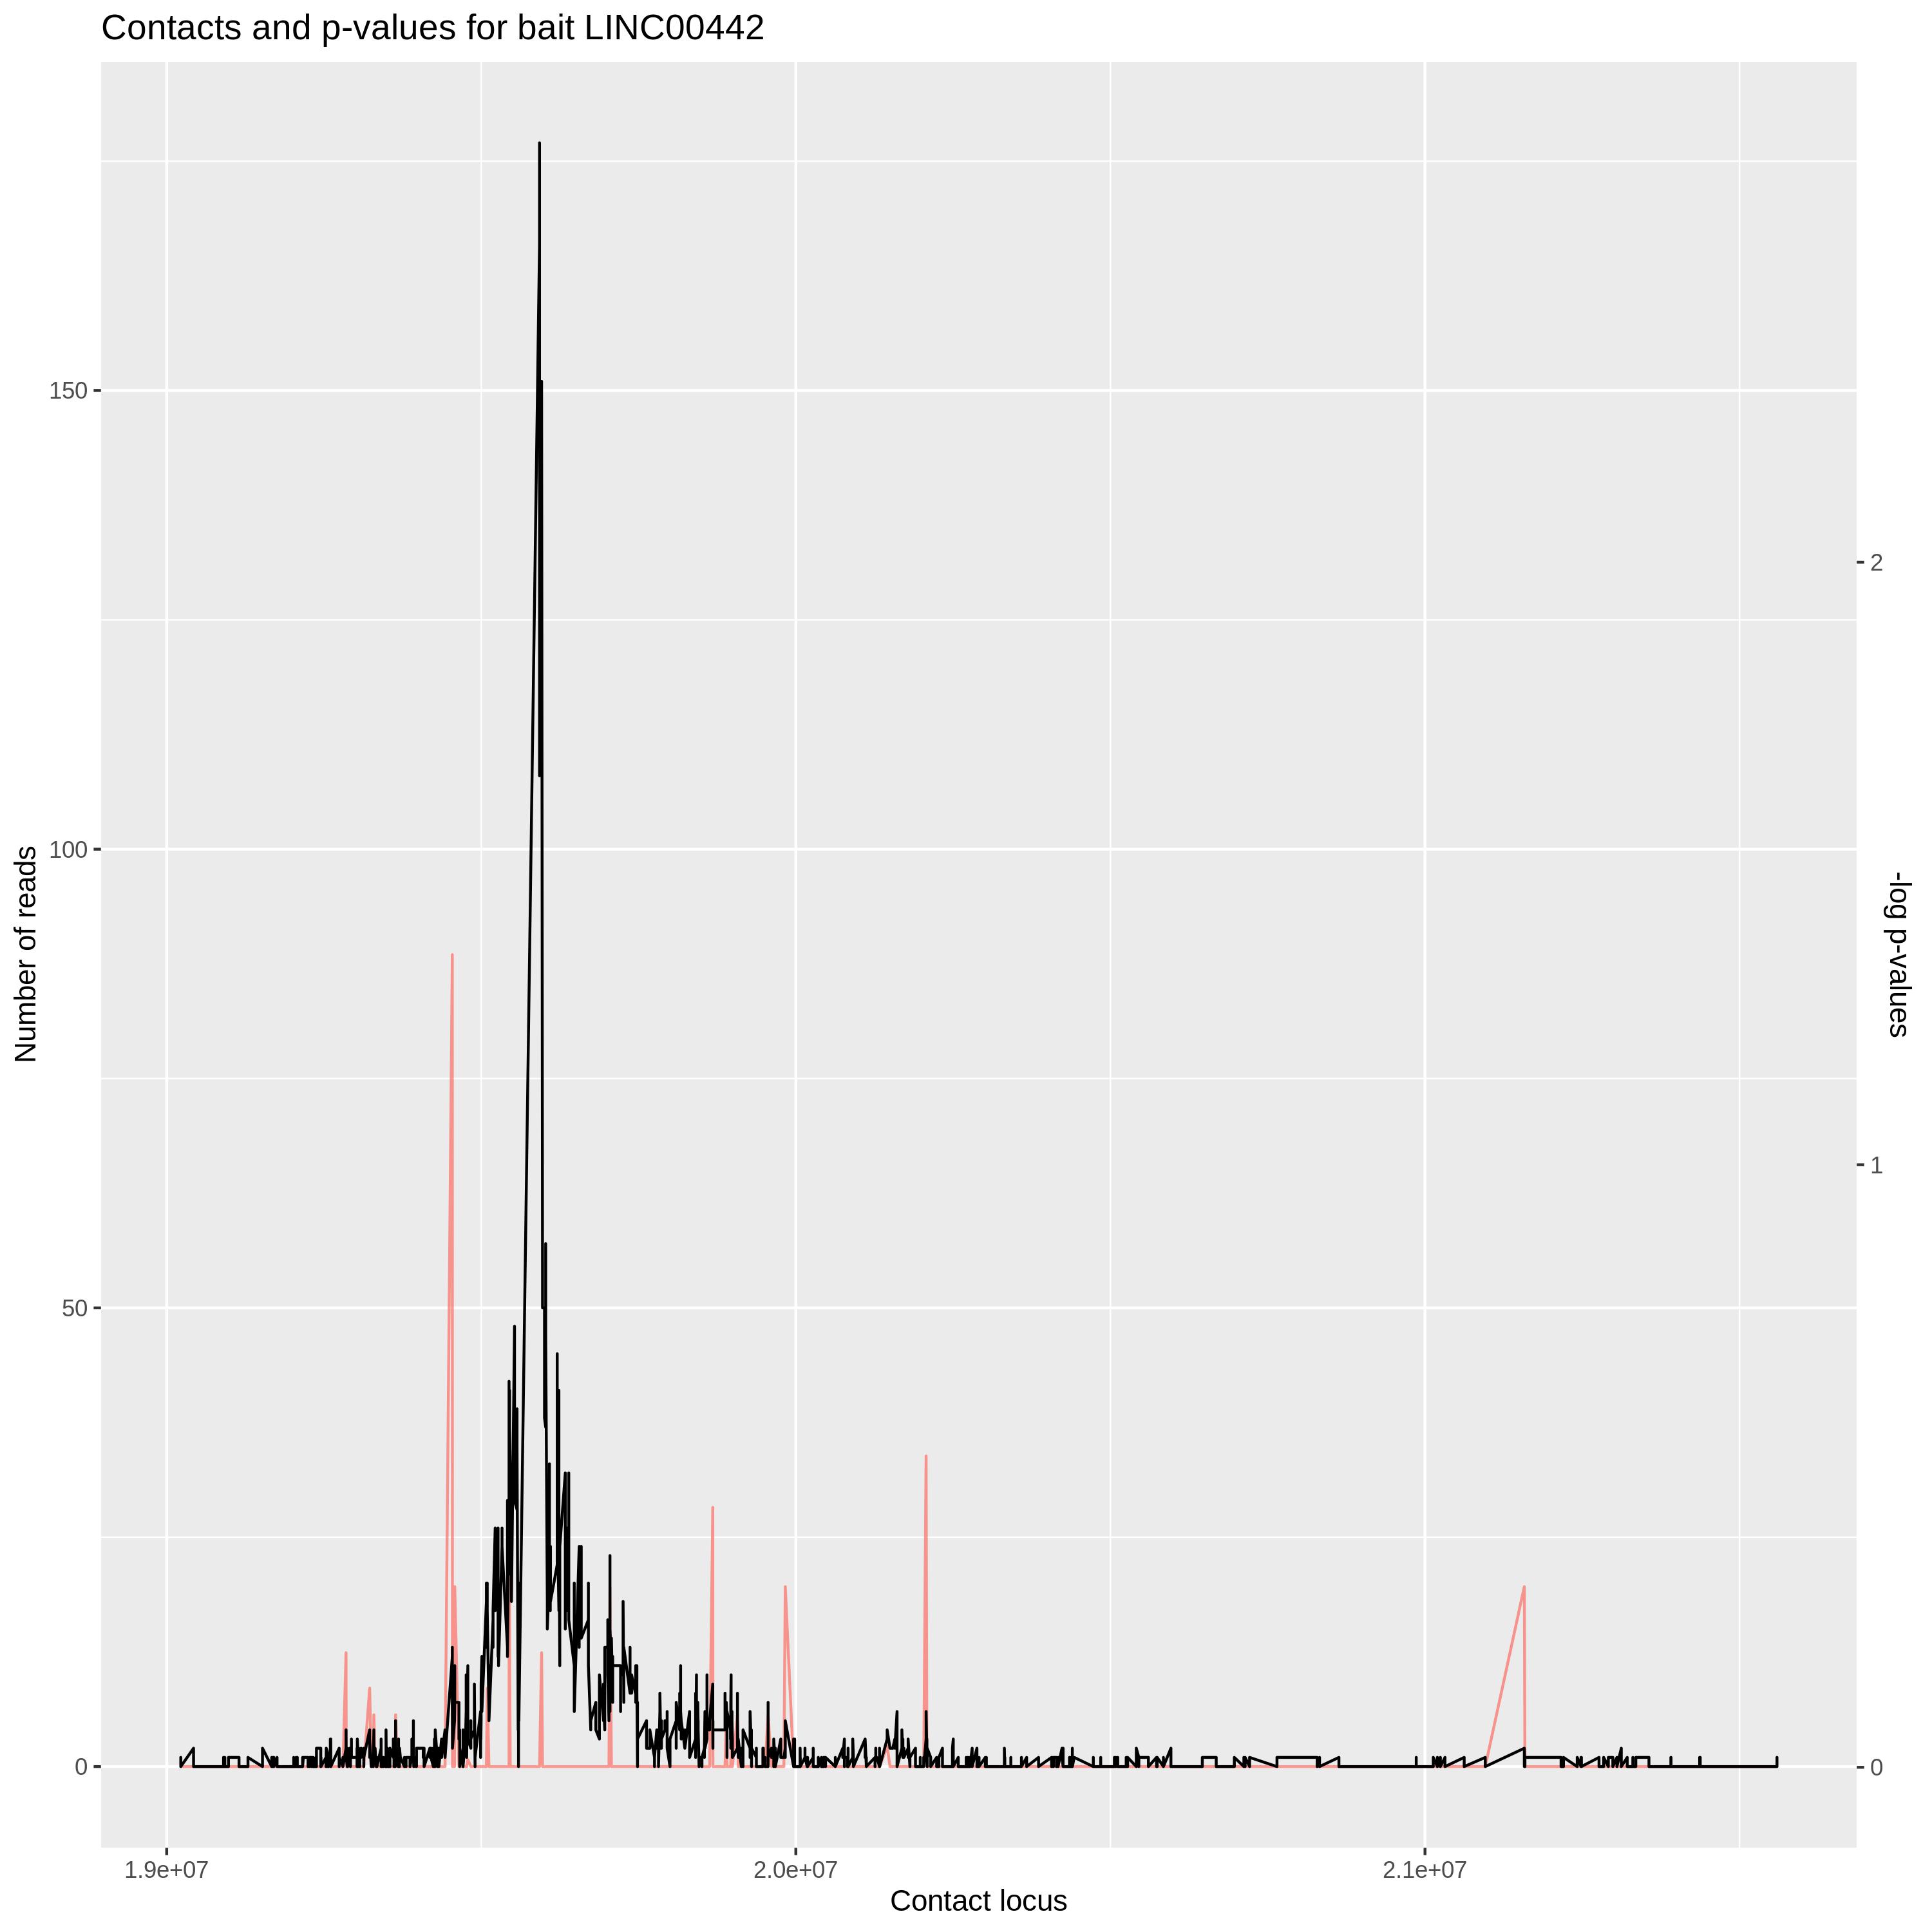 Contacts and p-values for bait LINC00442
Number of reads
150
100
50
0
2
1
0
-log p-values
1.9e+07
2.0e+07
2.1e+07
Contact locus